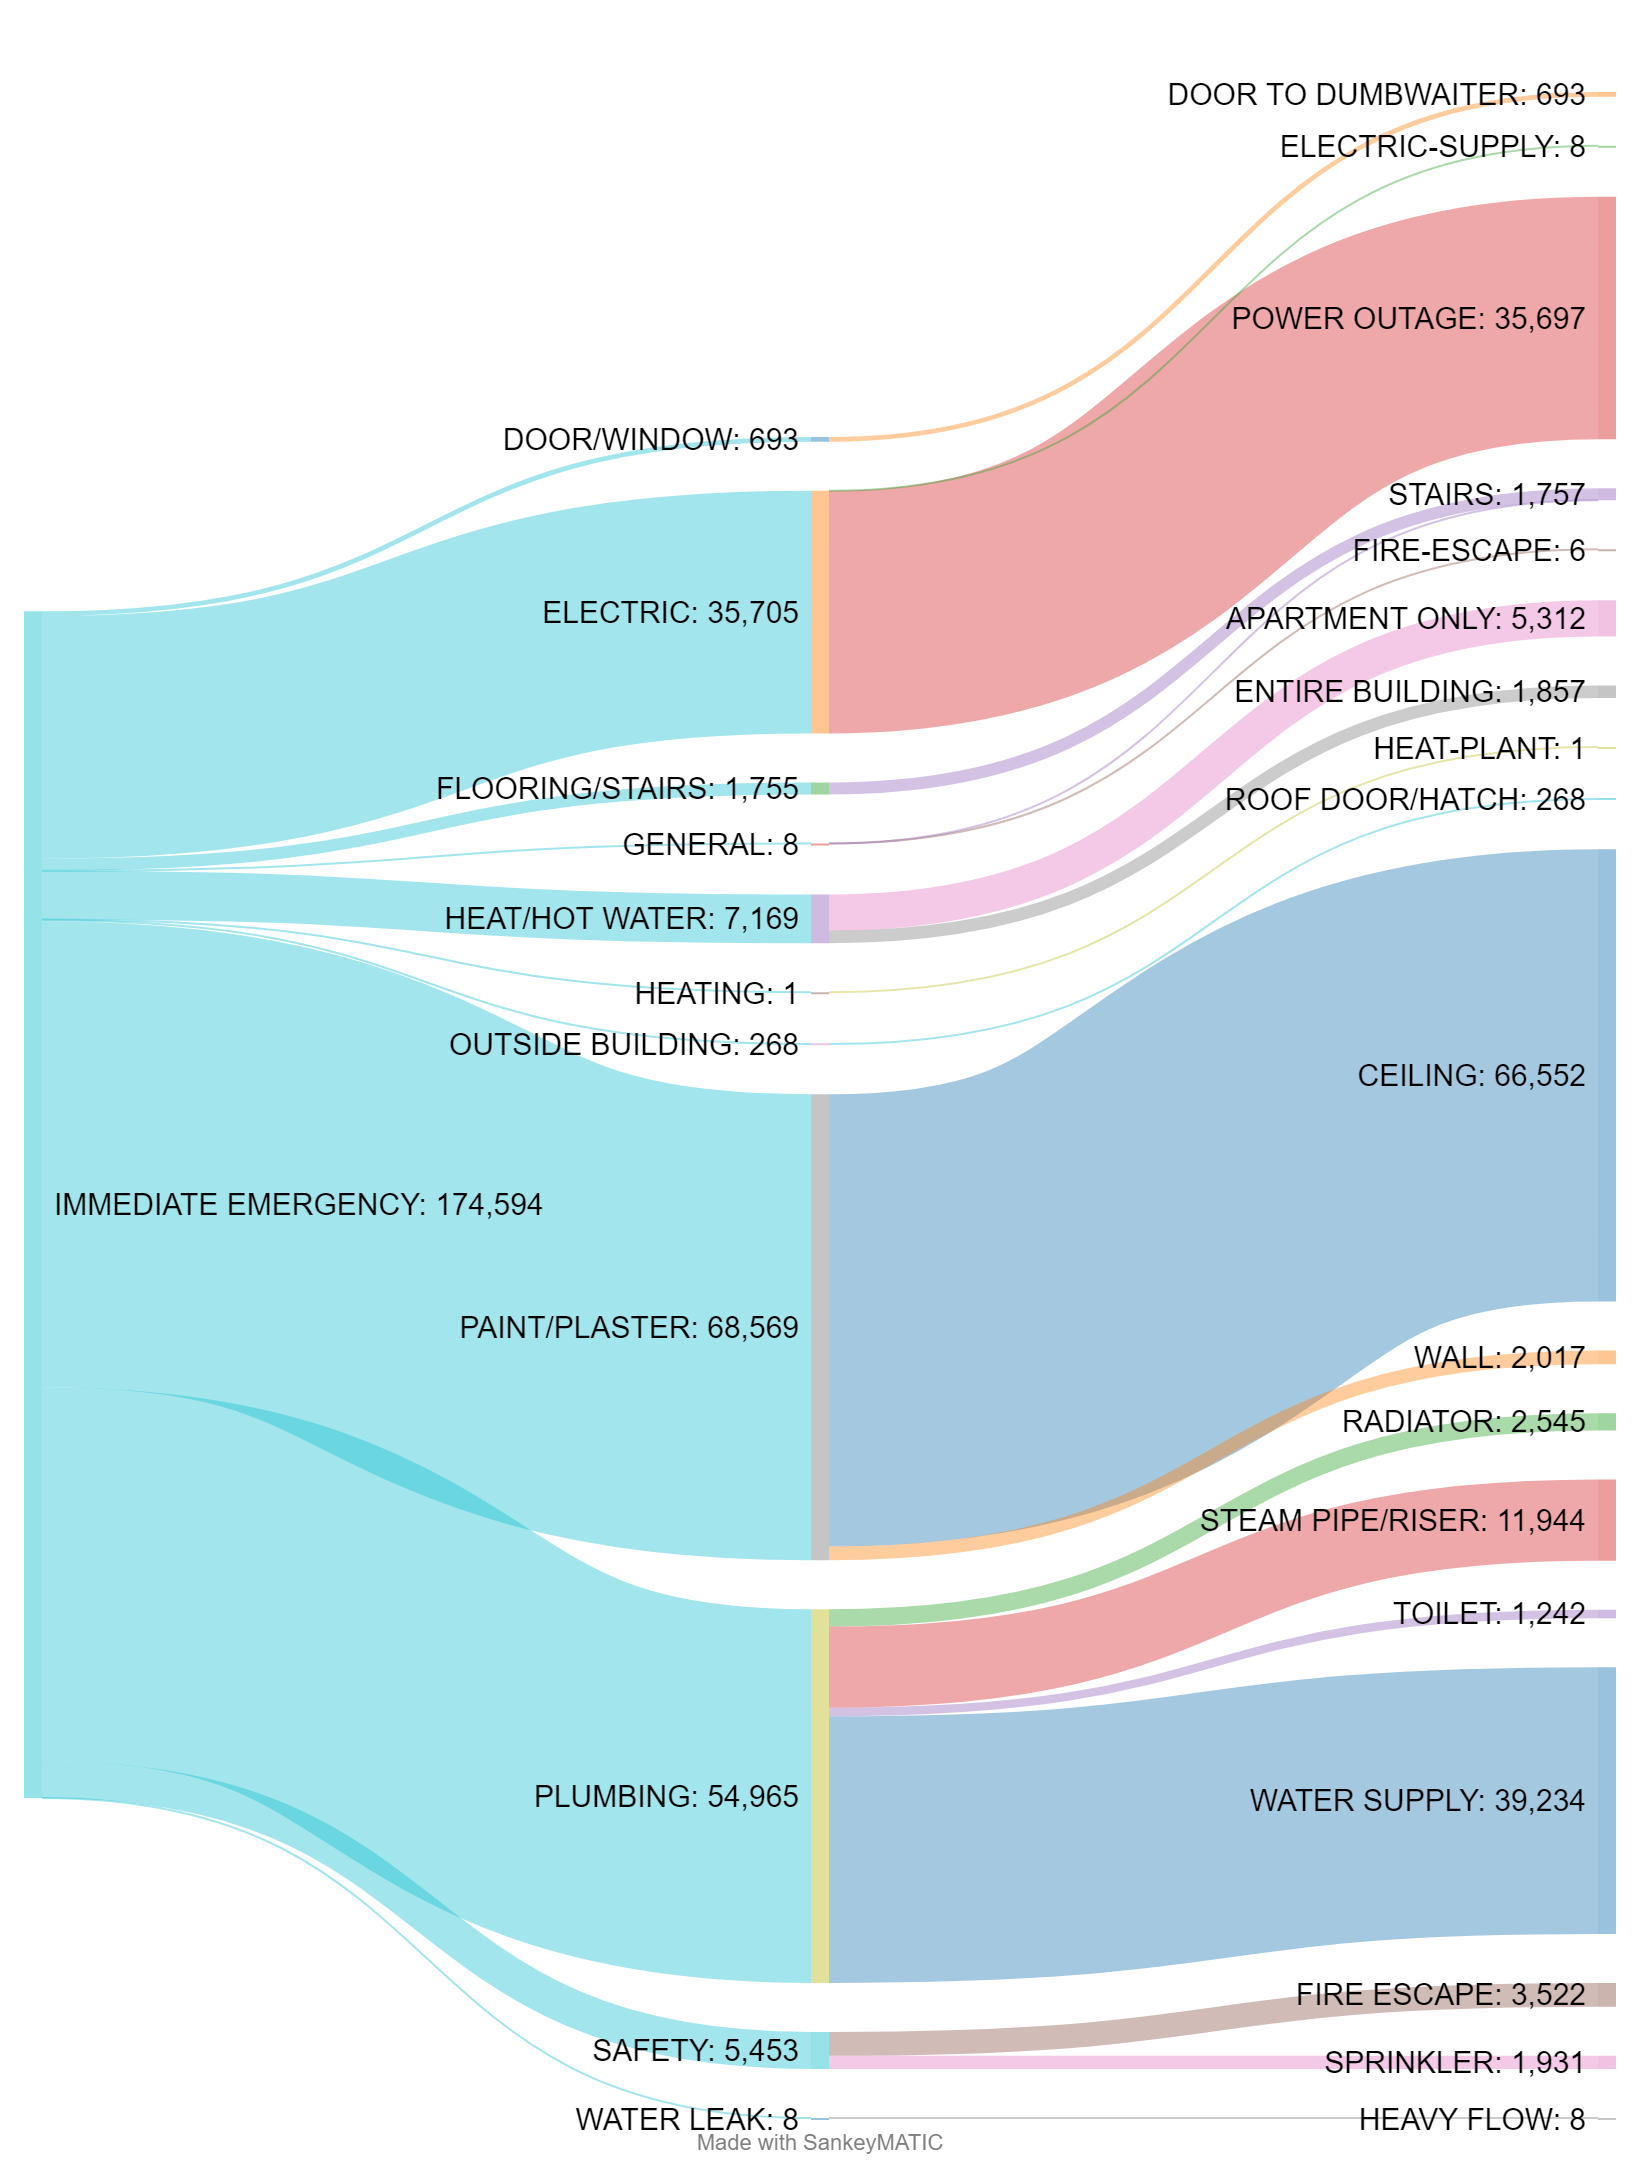 DOOR TO DUMBWAITER: 693
ELECTRIC-SUPPLY: 8
POWER OUTAGE: 35,697
DOOR/WINDOW: 693
STAIRS: 1,757
FIRE-ESCAPE: 6
ELECTRIC: 35,705
APARTMENT ONLY: 5,312
ENTIRE BUILDING: 1,857
HEAT-PLANT: 1
FLOORING/STAIRS: 1,755
ROOF DOOR/HATCH: 268
GENERAL: 8
HEAT/HOT WATER: 7,169
HEATING: 1
OUTSIDE BUILDING: 268
CEILING: 66,552
IMMEDIATE EMERGENCY: 174,594
PAINT/PLASTER: 68,569
WALL: 2,017
RADIATOR: 2,545
STEAM PIPE/RISER: 11,944
TOILET: 1,242
PLUMBING: 54,965
WATER SUPPLY: 39,234
FIRE ESCAPE: 3,522
SAFETY: 5,453
SPRINKLER: 1,931
WATER LEAK: 8
HEAVY FLOW: 8
Made with SankeyMATIC